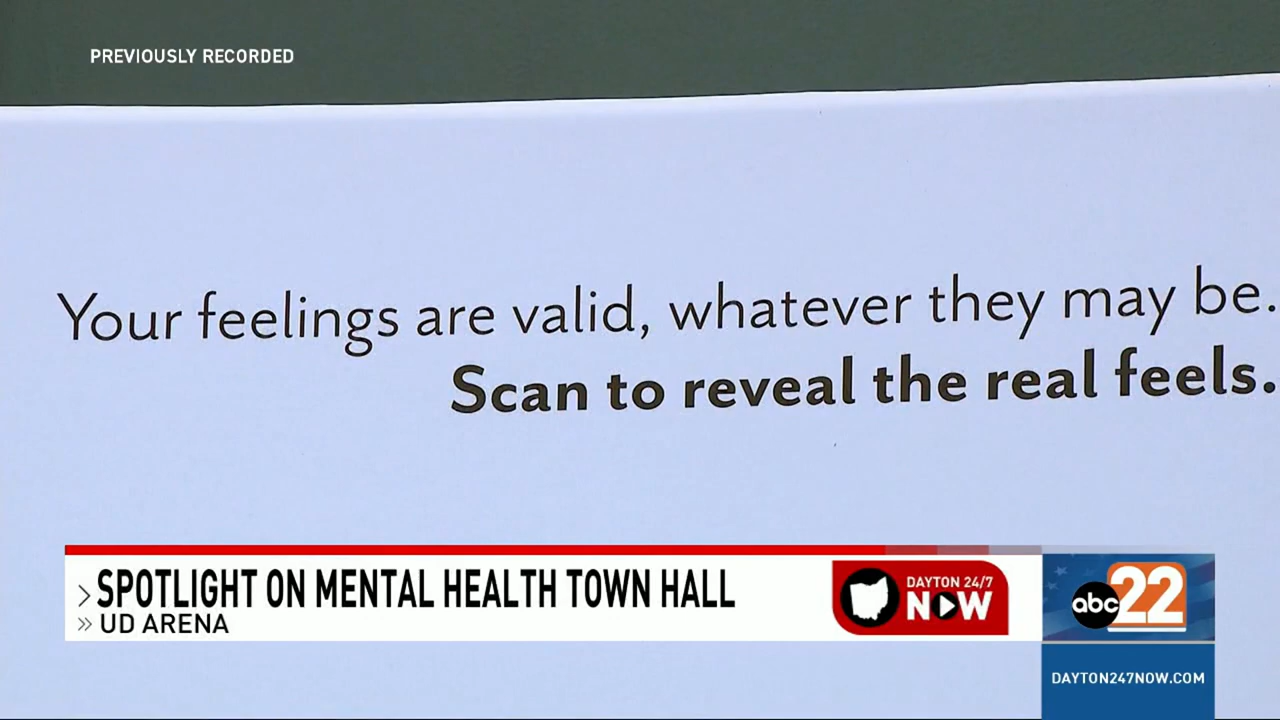 PREVIOUSLY RECORDED
Your feelings are valid, whatever they may be.
Scan to reveal the real feels.
SPOTLIGHT ON MENTAL HEALTH TOWN HALL
UD ARENA
DAYTON 24/7
NOW
abc 22
DAYTON247NOW.COM